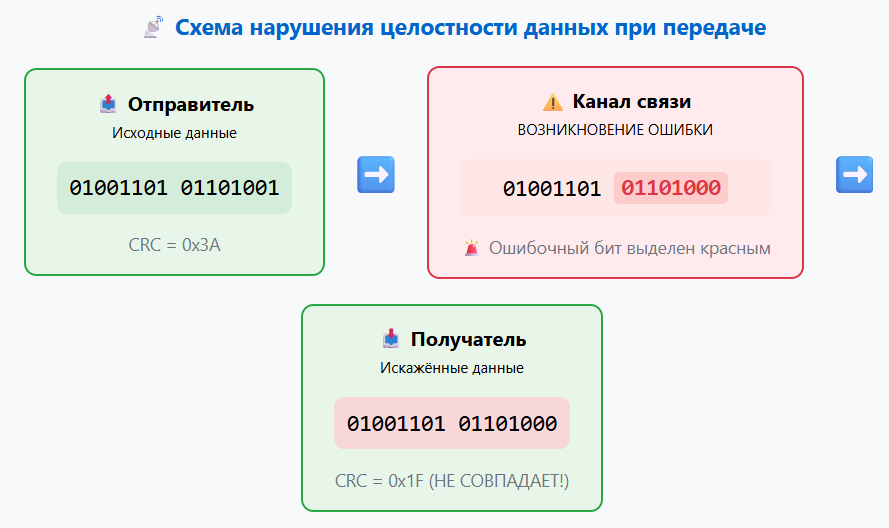 Схема нарушения целостности данных при передаче
Отправитель
Исходные данные
01001101 01101001
CRC = 0x3A
Канал связи
ВОЗНИКНОВЕНИЕ ОШИБКИ
01001101 01101000
Ошибочный бит выделен красным
Получатель
Искажённые данные
01001101 01101000
CRC = 0x1F (НЕ СОВПАДАЕТ!)